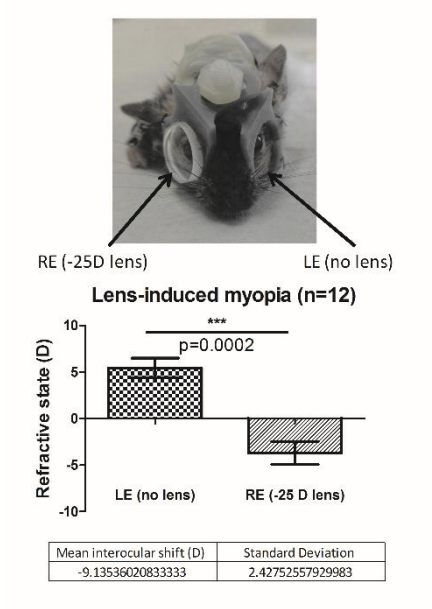 RE (-25D lens)
LE (no lens)
Lens-induced myopia (n=12)
***
p=0.0002
Refractive state (D)
10
5
0
-5
-10
LE (no lens)
RE (-25 D lens)
Mean interocular shift (D)
Standard Deviation
-9.13536020833333
2.42752557929983